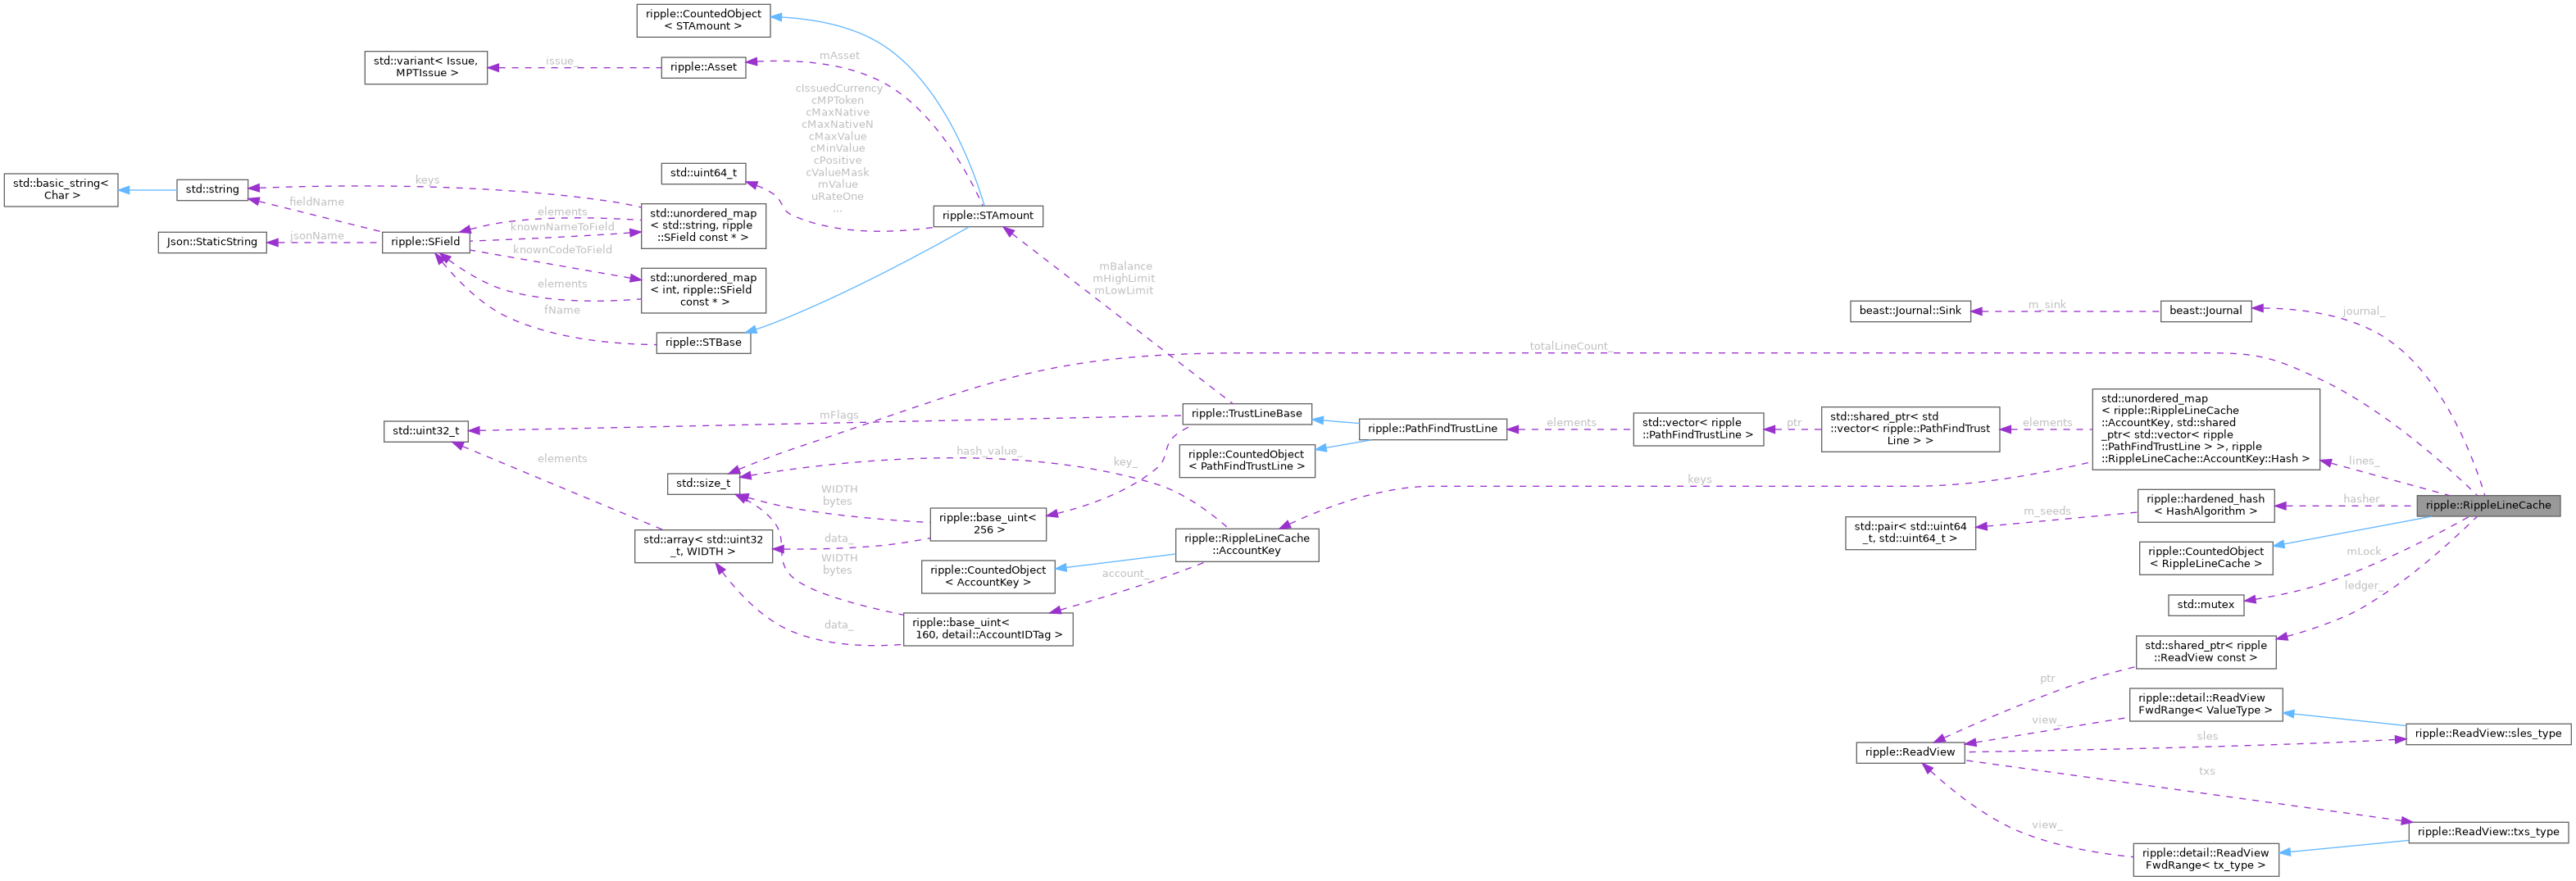 ripple::CountedObject
< STAmount >
std::variant< Issue,
MPTIssue >
issue_
ripple::Asset
mAsset
cIssuedCurrency
cMPToken
cMaxNative
cMaxNativeN
cMaxValue
cMinValue
cPositive
cValueMask
mValue
uRateOne
...
std::uint64_t
std::basic_string<
Char >
std::string
keys
fieldName
std::unordered_map
< std::string, ripple
::SField const * >
elements
knownNameToField
ripple::STAmount
Json::StaticString
jsonName
ripple::SField
knownCodeToField
std::unordered_map
< int, ripple::SField
const * >
elements
fName
ripple::STBase
mBalance
mHighLimit
mLowLimit
beast::Journal::Sink
m_sink
beast::Journal
journal_
totalLineCount_
std::uint32_t
mFlags
ripple::TrustLineBase
ripple::PathFindTrustLine
elements
std::vector< ripple
::PathFindTrustLine >
ptr
std::shared_ptr< std
::vector< ripple::PathFindTrust
Line > >
elements
std::unordered_map
< ripple::RippleLineCache
::AccountKey, std::shared
_ptr< std::vector< ripple
::PathFindTrustLine > >, ripple
::RippleLineCache::AccountKey::Hash >
lines_
ripple::CountedObject
< PathFindTrustLine >
elements
hash_value_
key_
keys
std::size_t
WIDTH
bytes
ripple::base_uint<
256 >
std::array< std::uint32
_t, WIDTH >
data_
WIDTH
bytes
ripple::RippleLineCache
::AccountKey
ripple::CountedObject
< AccountKey >
account_
data_
ripple::base_uint<
160, detail::AccountIDTag >
ripple::hardened_hash
< HashAlgorithm >
hasher_
ripple::RippleLineCache
std::pair< std::uint64
_t, std::uint64_t >
m_seeds
ripple::CountedObject
< RippleLineCache >
mLock
std::mutex
ledger_
std::shared_ptr< ripple
::ReadView const >
ptr
ripple::detail::ReadView
FwdRange< ValueType >
view_
ripple::ReadView
sles
ripple::ReadView::sles_type
txs
view_
ripple::ReadView::txs_type
ripple::detail::ReadView
FwdRange< tx_type >